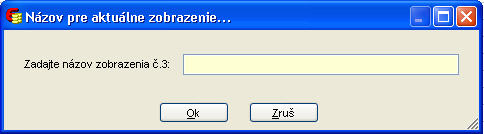 Názov pre aktuálne zobrazenie...
Zadajte názov zobrazenia č.3:
Ok
Zruš